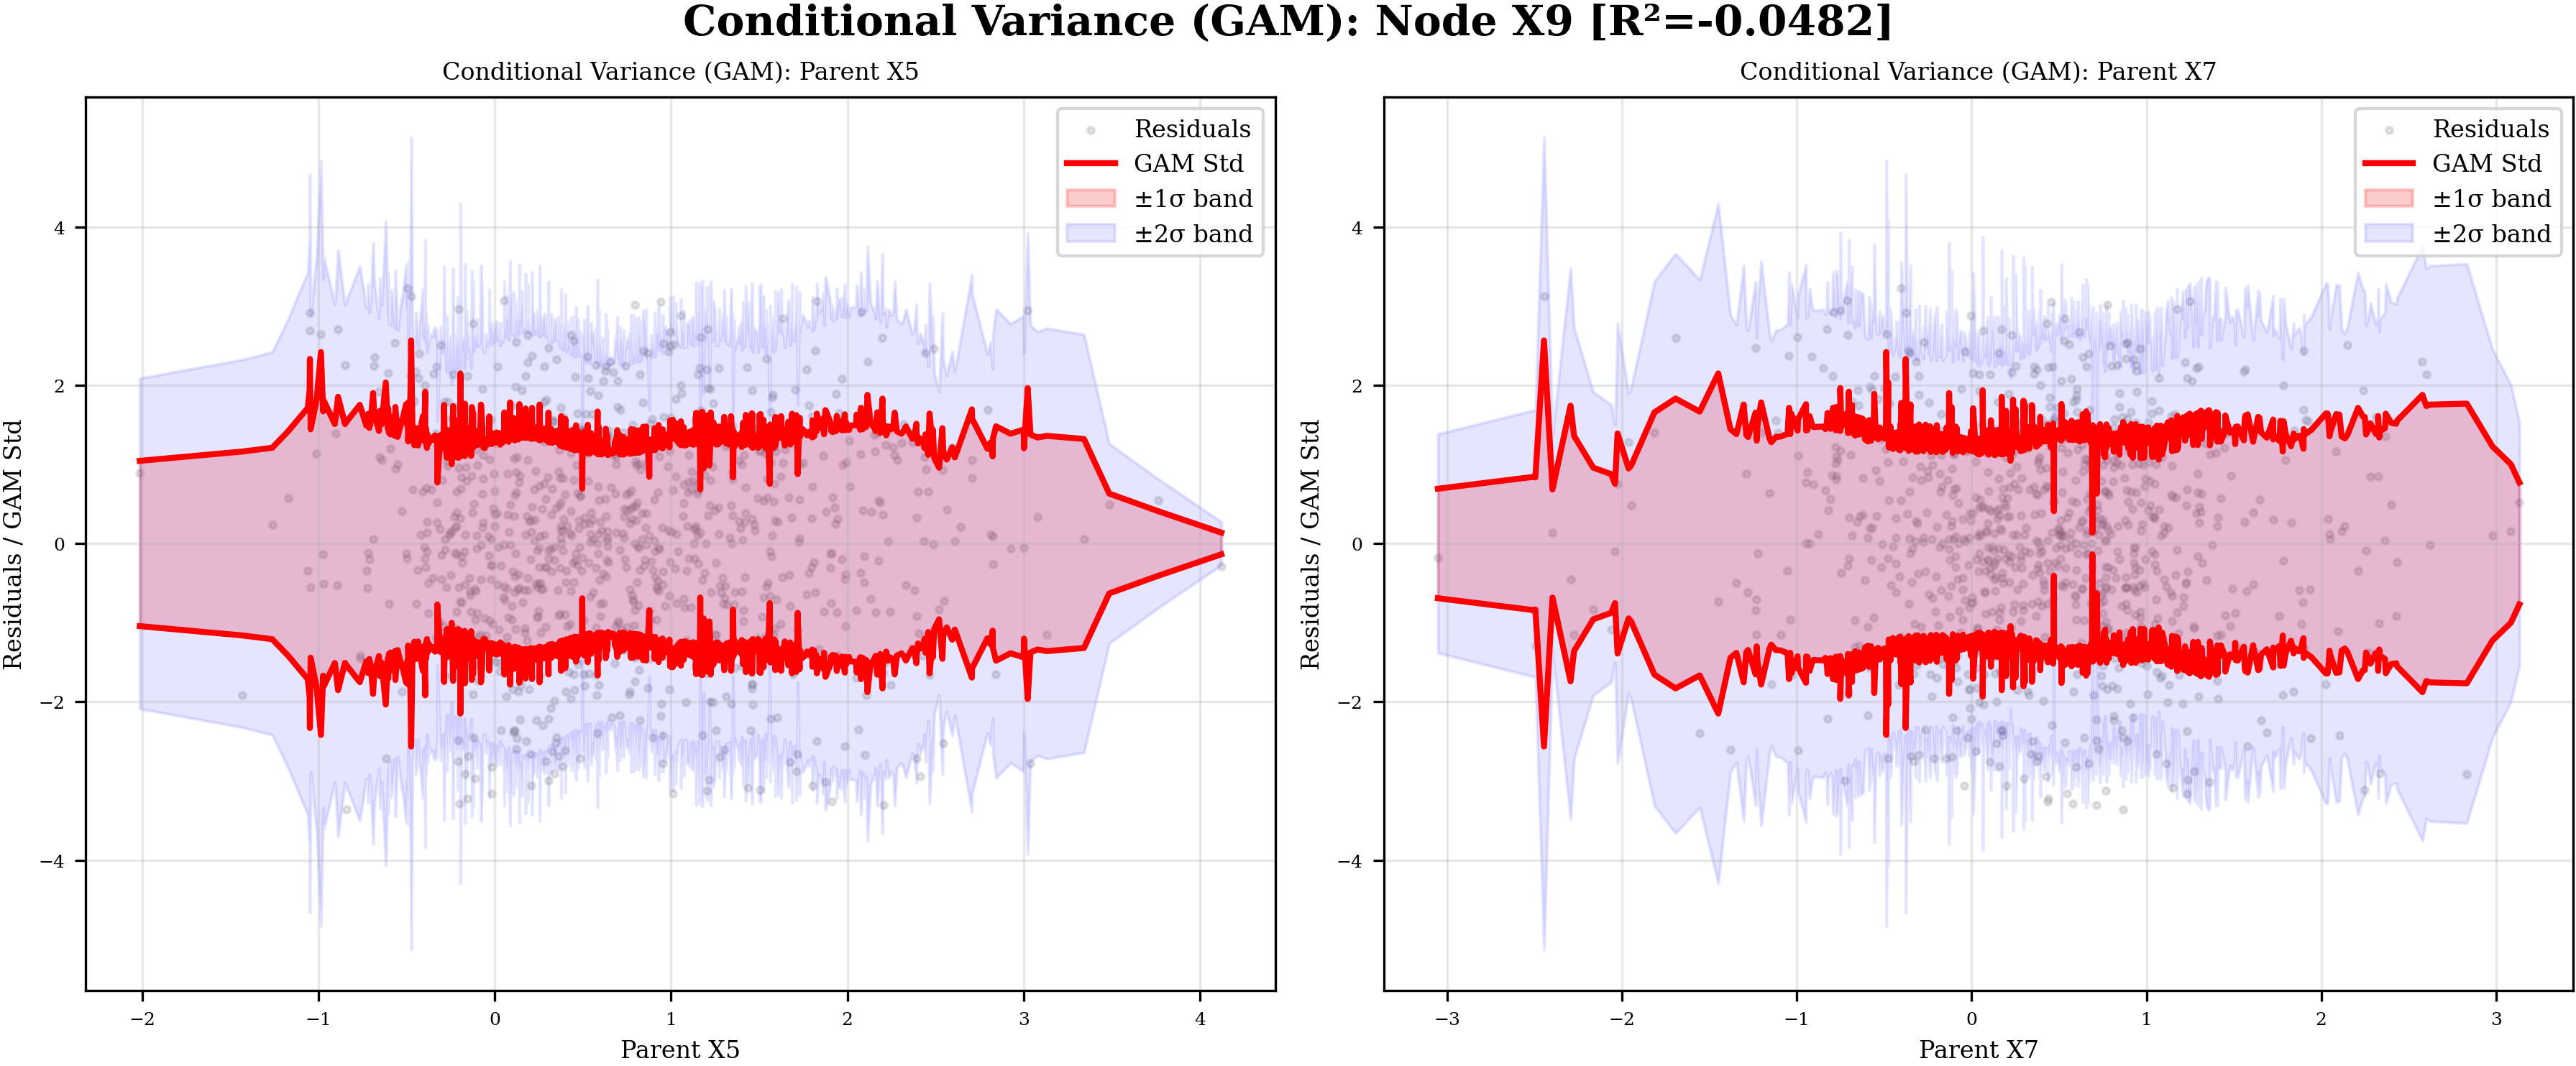 Conditional Variance (GAM): Node X9 [R²=-0.0482]
Conditional Variance (GAM): Parent X5
Residuals
GAM Std
±1σ band
±2σ band
Residuals / GAM Std
4
2
0
−2
−4
−2
−1
0
1
2
3
4
Parent X5
Conditional Variance (GAM): Parent X7
Residuals
GAM Std
±1σ band
±2σ band
Residuals / GAM Std
4
2
0
−2
−4
−3
−2
−1
0
1
2
3
Parent X7